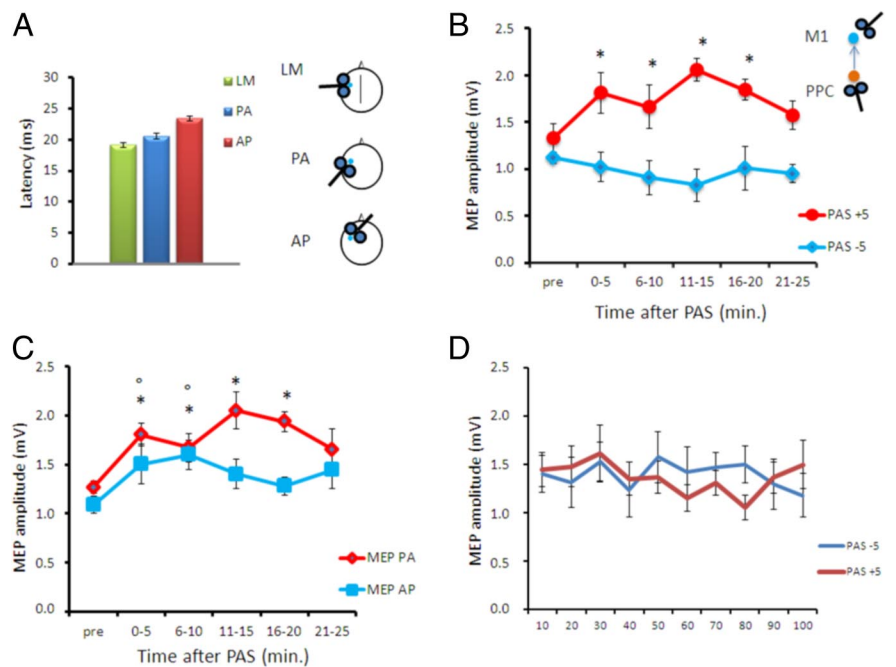 A
Latency (ms)
35
30
25
20
15
10
5
0
LM
PA
AP
LM
PA
AP
B
MEP amplitude (mV)
2.5
2.0
1.5
1.0
0.5
0.0
* * * *
M1
PPC
PAS +5
PAS -5
pre 0-5 6-10 11-15 16-20 21-25
Time after PAS (min.)
C
MEP amplitude (mV)
2.5
2.0
1.5
1.0
0.5
0.0
° °
* * * *
MEP PA
MEP AP
pre 0-5 6-10 11-15 16-20 21-25
Time after PAS (min.)
D
MEP amolitude (mV)
2.5
2.0
1.5
1.0
0.5
0.0
PAS -5
PAS +5
10 20 30 40 50 60 70 80 90 100